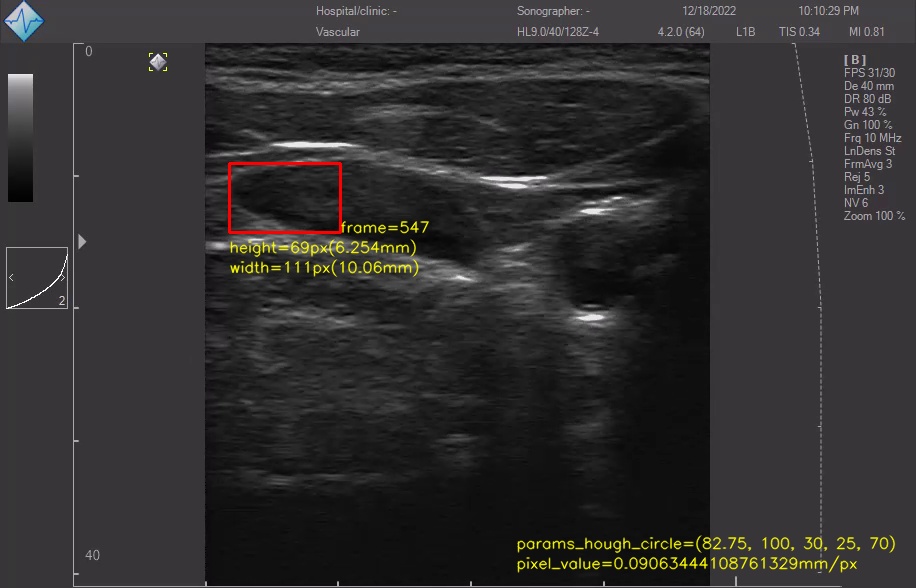 Hospital/clinic: - Sonographer: - 12/18/2022 10:10:29 PM
Vascular HL9.0/40/128Z-4 4.2.0 (64) L1B TIS 0.34 MI 0.81
0
[B]
FPS 31/30
De 40 mm
DR 80 dB
Pw 43 %
Gn 100 %
Frq 10 MHz
LnDens St
FrmAvg 3
Rej 5
ImEnh 3
NV 6
Zoom 100 %
frame=547
height=69px(6.254mm)
width=111px(10.06mm)
2
params_hough_circle=(82.75, 100, 30, 25, 70)
40
pixel_value=0.09063444108761329mm/px